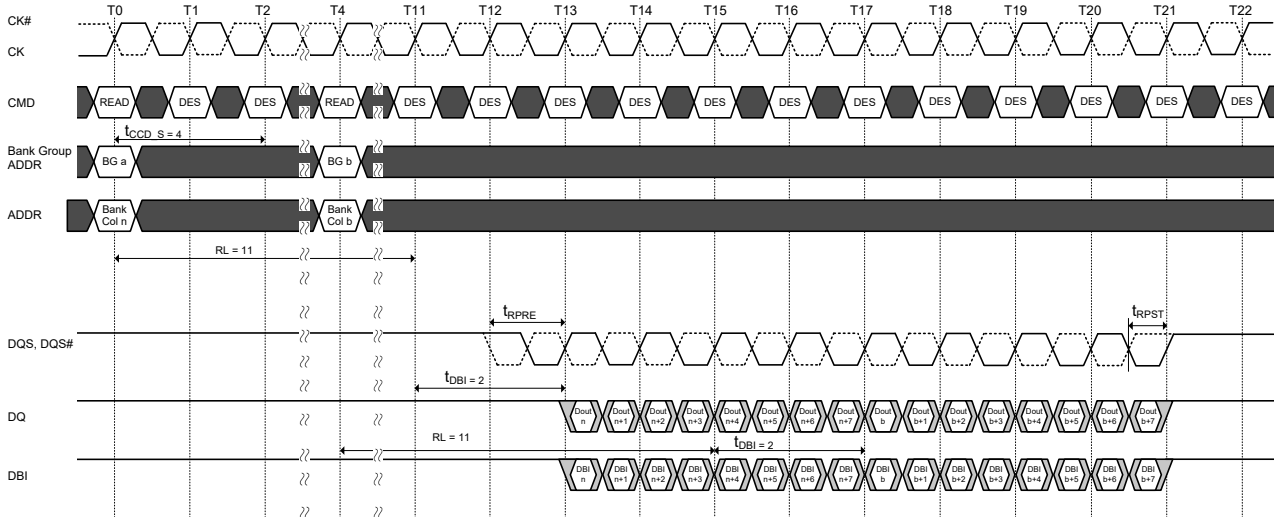 T0 T1 T2 T4 T11 T12 T13 T14 T15 T16 T17 T18 T19 T20 T21 T22
CK#
CK
CMD READ DES DES READ DES DES DES DES DES DES DES DES DES DES DES DES
tCCD_S = 4
Bank Group
ADDR
BG a BG b
ADDR
Bank
Col n
Bank
Col b
RL = 11
tRPRE tRPST
DQS, DQS#
tDBI = 2
DQ
Dout Dout Dout Dout Dout Dout Dout Dout Dout Dout Dout Dout Dout Dout Dout Dout
n n+1 n+2 n+3 n+4 n+5 n+6 n+7 b b+1 b+2 b+3 b+4 b+5 b+6 b+7
RL = 11 tDBI = 2
DBI
DBI DBI DBI DBI DBI DBI DBI DBI DBI DBI DBI DBI DBI DBI DBI DBI
n n+1 n+2 n+3 n+4 n+5 n+6 n+7 b b+1 b+2 b+3 b+4 b+5 b+6 b+7